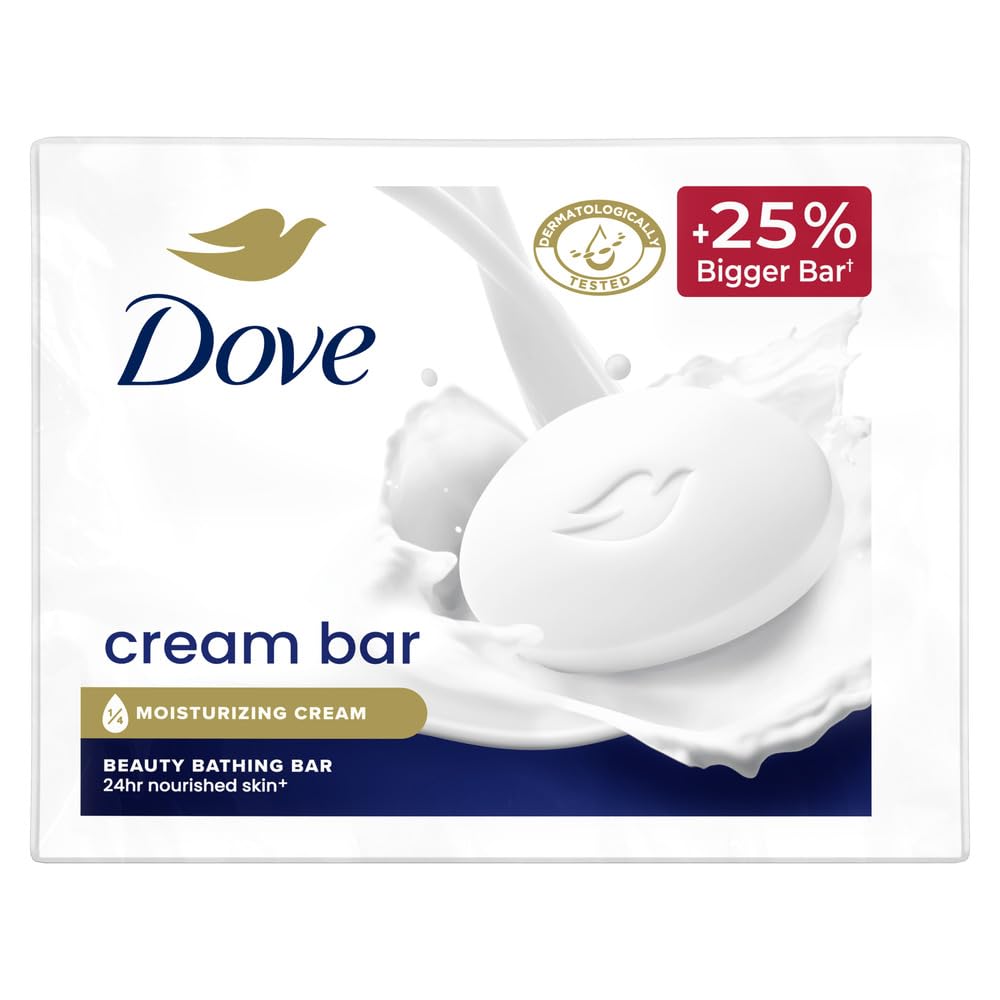 Dove
DERMATOLOGICALLY
TESTED
+25%
Bigger Bar†
cream bar
1/4 MOISTURIZING CREAM
BEAUTY BATHING BAR
24hr nourished skin+